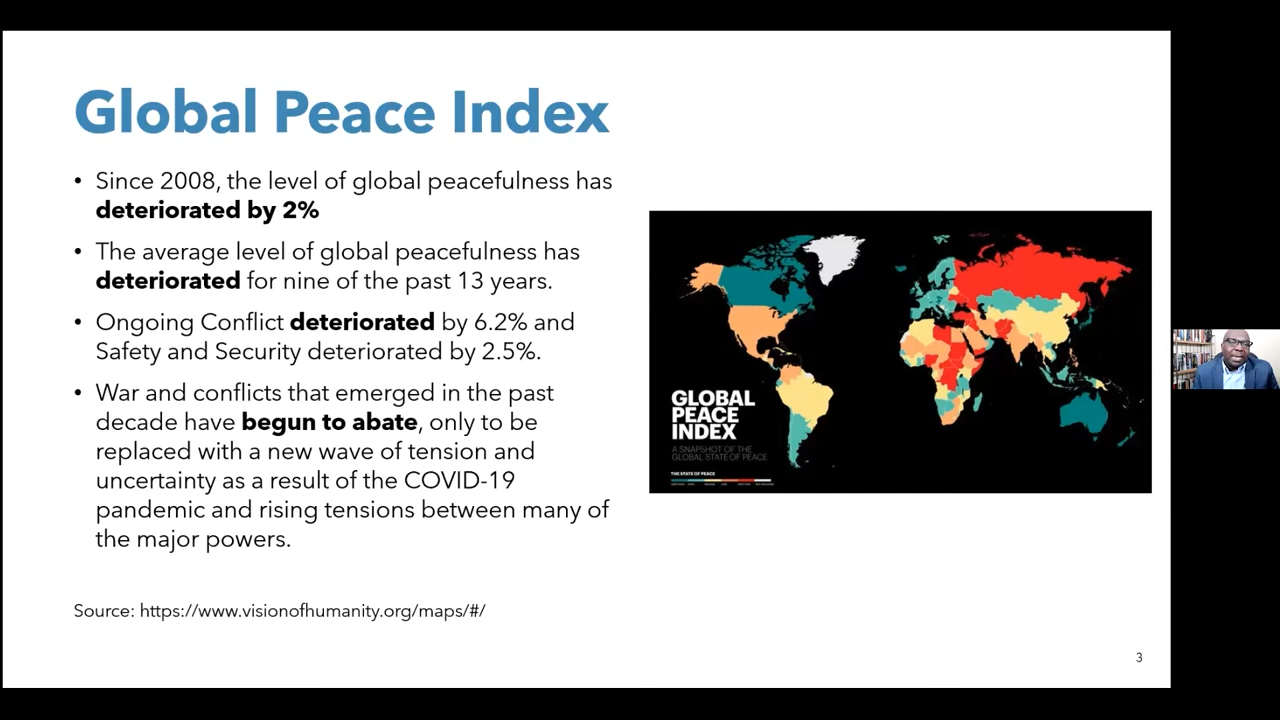 Global Peace Index
• Since 2008, the level of global peacefulness has
deteriorated by 2%
• The average level of global peacefulness has
deteriorated for nine of the past 13 years.
• Ongoing Conflict deteriorated by 6.2% and
Safety and Security deteriorated by 2.5%.
• War and conflicts that emerged in the past
decade have begun to abate, only to be
replaced with a new wave of tension and
uncertainty as a result of the COVID-19
pandemic and rising tensions between many of
the major powers.
Source: https://www.visionofhumanity.org/maps/#/
GLOBAL
PEACE
INDEX
A SNAPSHOT OF THE
GLOBAL STATE OF PEACE
THE STATE OF PEACE
3